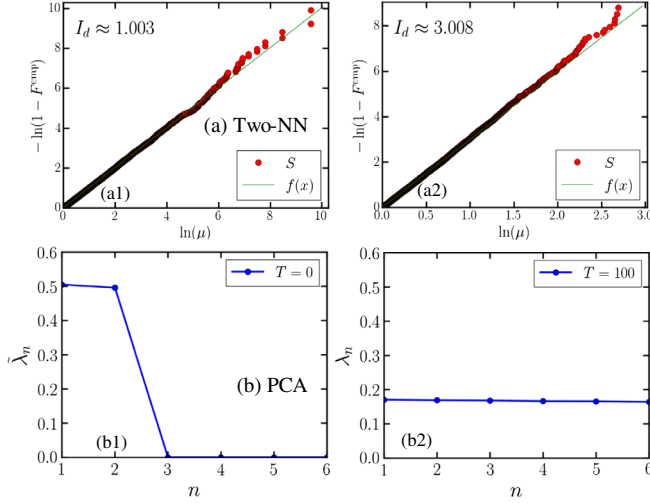 I_d ≈ 1.003
− ln(1 − F^emp)
10
8
6
4
2
0
(a) Two-NN
(a1)
S
f(x)
0 2 4 6 8 10
ln(μ)
I_d ≈ 3.008
− ln(1 − F^emp)
8
6
4
2
0
(a2)
S
f(x)
0.0 0.5 1.0 1.5 2.0 2.5 3.0
ln(μ)
λ̃_n
0.6
0.5
0.4
0.3
0.2
0.1
0.0
T = 0
(b) PCA
(b1)
1 2 3 4 5 6
n
λ_n
0.6
0.5
0.4
0.3
0.2
0.1
0.0
T = 100
(b2)
1 2 3 4 5 6
n